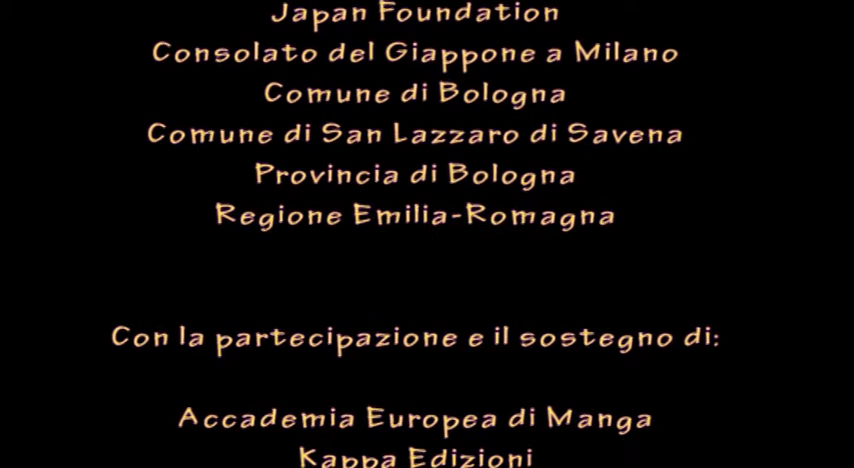 Japan Foundation
Consolato del Giappone a Milano
Comune di Bologna
Comune di San Lazzaro di Savena
Provincia di Bologna
Regione Emilia-Romagna
Con la partecipazione e il sostegno di:
Accademia Europea di Manga
Kappa Edizioni